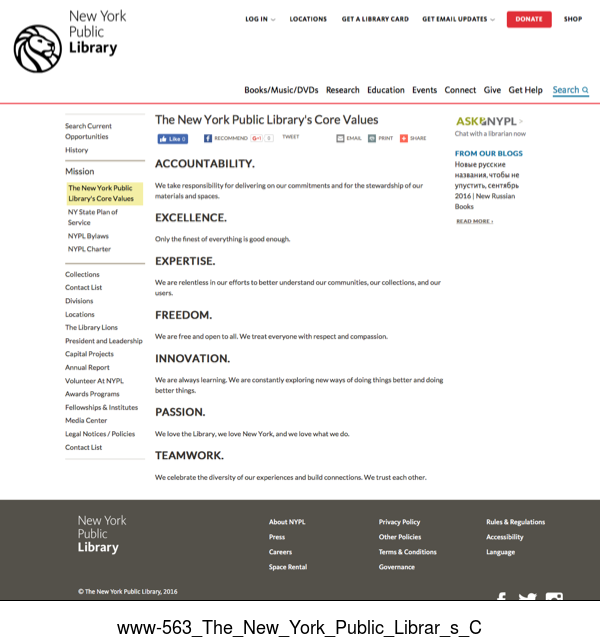 New York
Public
Library
LOG IN
LOCATIONS
GET A LIBRARY CARD
GET EMAIL UPDATES
DONATE
SHOP
Books/Music/DVDs Research Education Events Connect Give Get Help Search
Search Current
Opportunities
History
Mission
The New York Public
Library's Core Values
NY State Plan of
Service
NYPL Bylaws
NYPL Charter
Collections
Contact List
Divisions
Locations
The Library Lions
President and Leadership
Capital Projects
Annual Report
Volunteer At NYPL
Awards Programs
Fellowships & Institutes
Media Center
Legal Notices / Policies
Contact List
The New York Public Library's Core Values
Like 0
RECOMMEND
G+1 0
TWEET
EMAIL
PRINT
SHARE
ACCOUNTABILITY.
We take responsibility for delivering on our commitments and for the stewardship of our
materials and spaces.
EXCELLENCE.
Only the finest of everything is good enough.
EXPERTISE.
We are relentless in our efforts to better understand our communities, our collections, and our
users.
FREEDOM.
We are free and open to all. We treat everyone with respect and compassion.
INNOVATION.
We are always learning. We are constantly exploring new ways of doing things better and doing
better things.
PASSION.
We love the Library, we love New York, and we love what we do.
TEAMWORK.
We celebrate the diversity of our experiences and build connections. We trust each other.
ASK NYPL >
Chat with a librarian now
FROM OUR BLOGS
Новые русские
названия, чтобы не
упустить, сентябрь
2016 | New Russian
Books
READ MORE ›
New York
Public
Library
About NYPL
Press
Careers
Space Rental
Privacy Policy
Other Policies
Terms & Conditions
Governance
Rules & Regulations
Accessibility
Language
© The New York Public Library, 2016
www-563_The_New_York_Public_Librar_s_C